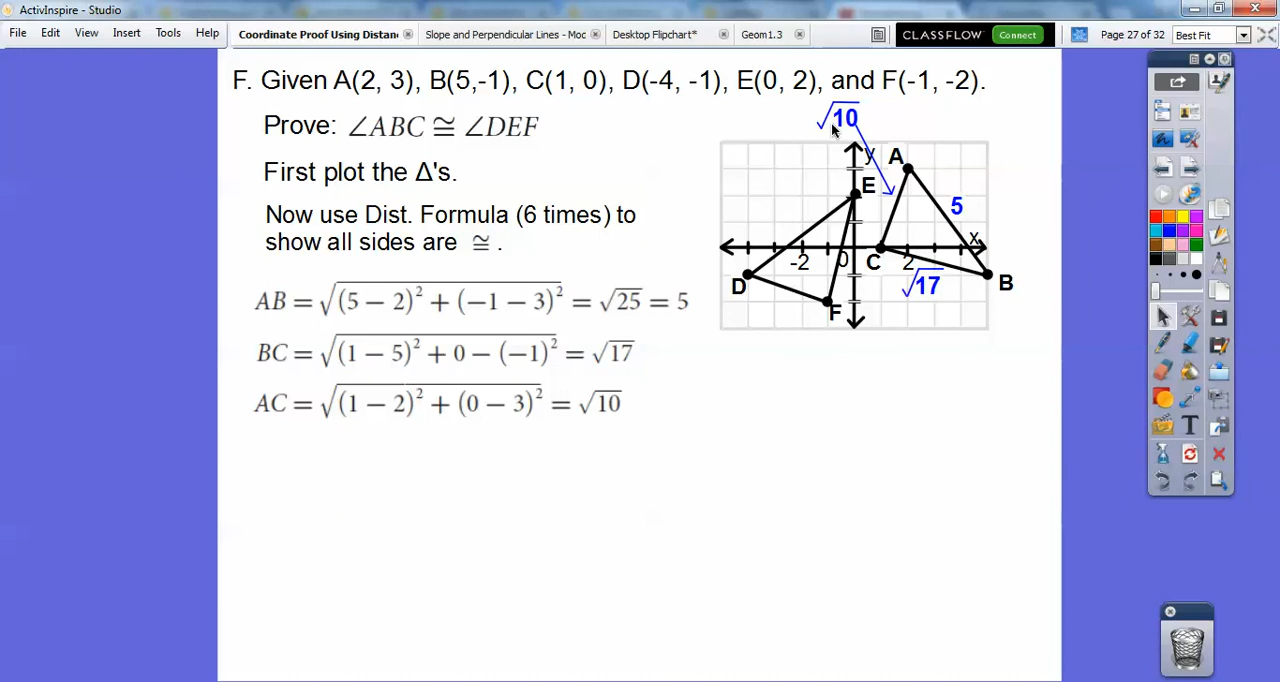 ActivInspire - Studio
File Edit View Insert Tools Help
Coordinate Proof Using Distan Slope and Perpendicular Lines - Moc Desktop Flipchart* Geom1.3
CLASSFLOW Connect
Page 27 of 32 Best Fit
F. Given A(2, 3), B(5,-1), C(1, 0), D(-4, -1), E(0, 2), and F(-1, -2).
Prove: ∠ABC ≅ ∠DEF
First plot the Δ's.
Now use Dist. Formula (6 times) to
show all sides are ≅ .
AB = √((5 − 2)² + (−1 − 3)²) = √25 = 5
BC = √((1 − 5)² + 0 − (−1)²) = √17
AC = √((1 − 2)² + (0 − 3)²) = √10
√10
y A
E
5
x
-2 0 C 2
D √17 B
F
T